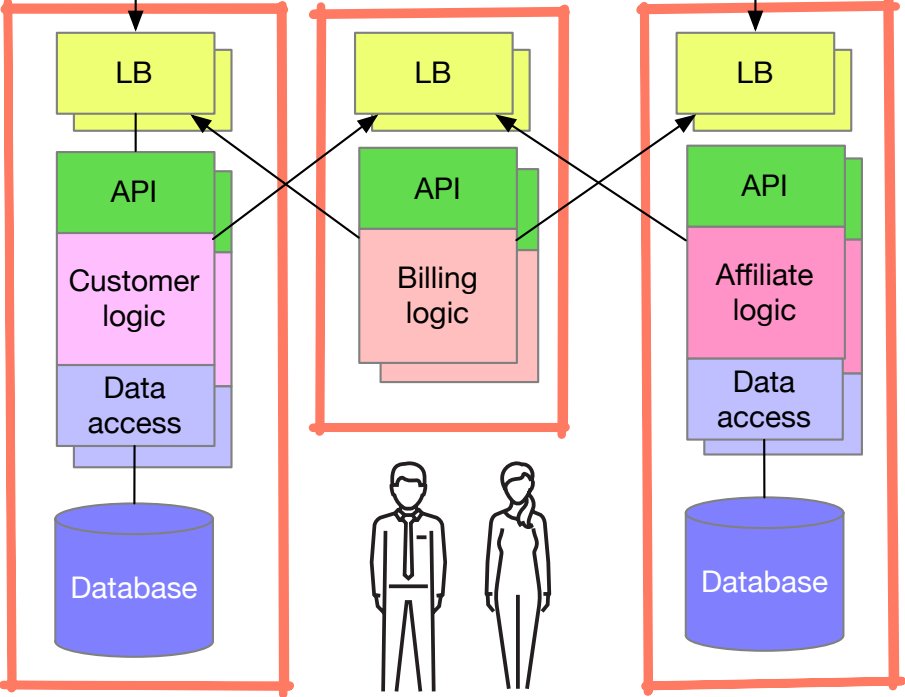 LB
API
Customer
logic
Data
access
Database
LB
API
Billing
logic
LB
API
Affiliate
logic
Data
access
Database